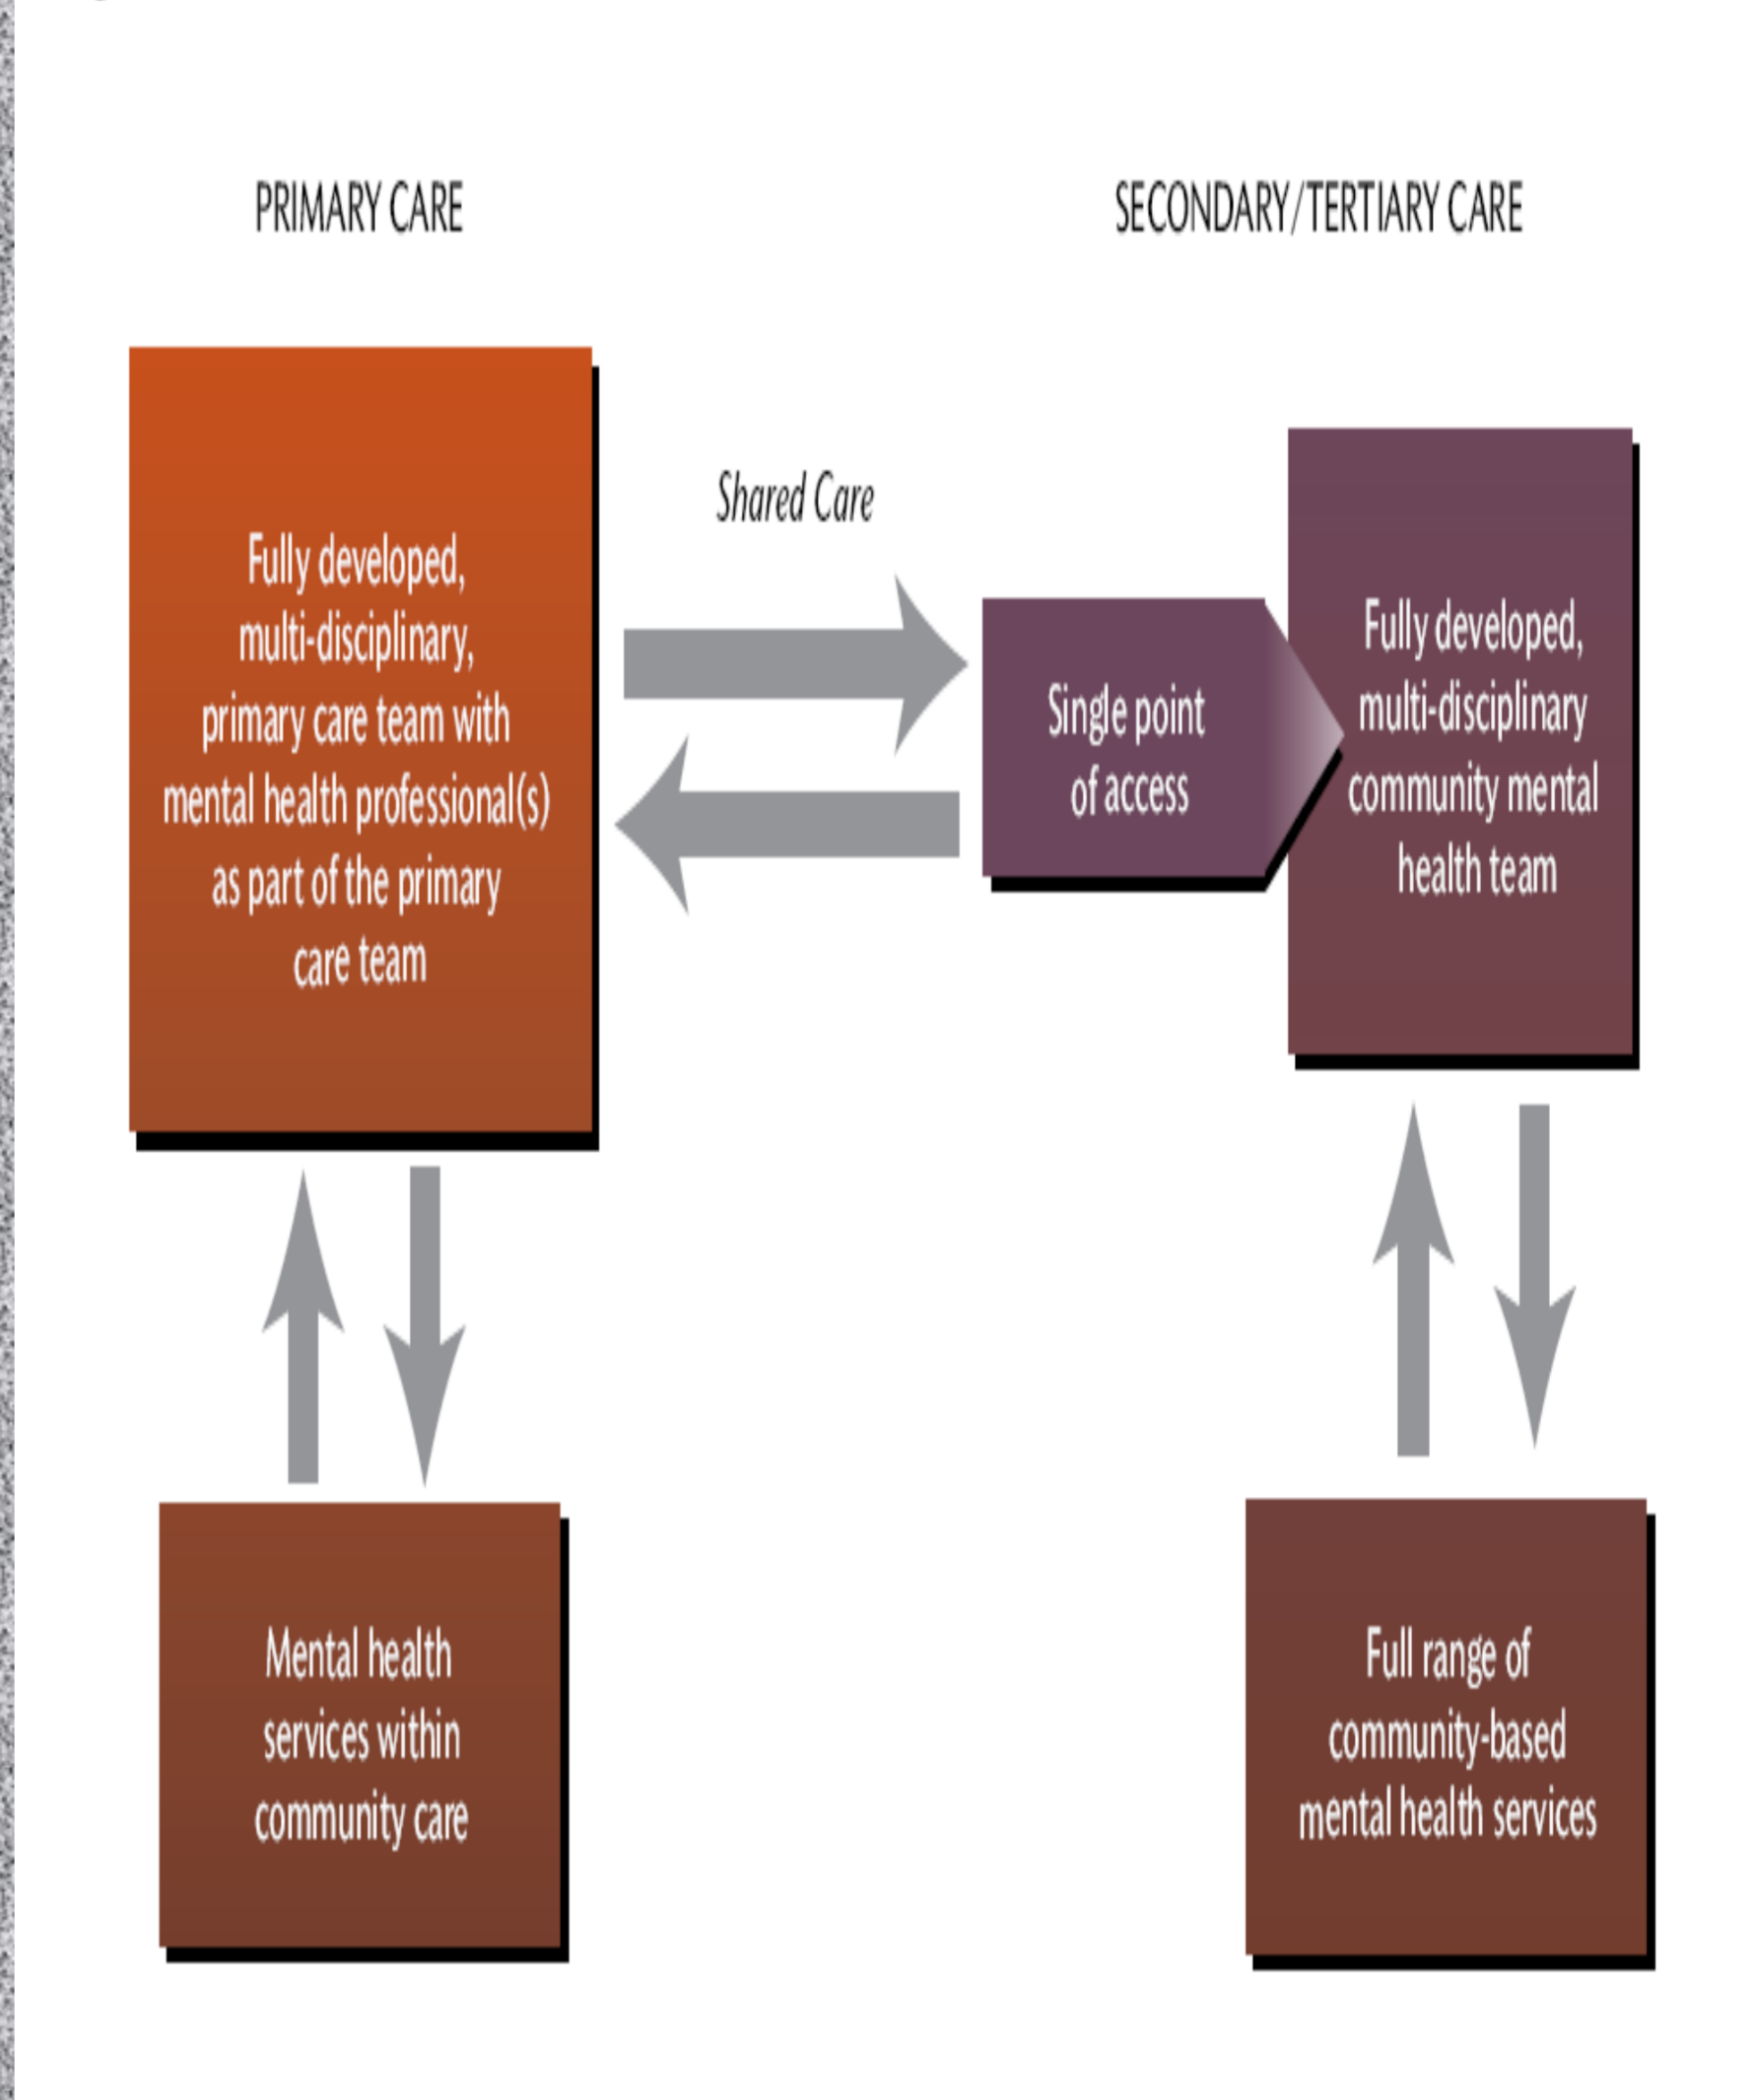 PRIMARY CARE
SECONDARY/TERTIARY CARE
Fully developed,
multi-disciplinary,
primary care team with
mental health professional(s)
as part of the primary
care team
Shared Care
Single point
of access
Fully developed,
multi-disciplinary
community mental
health team
Mental health
services within
community care
Full range of
community-based
mental health services